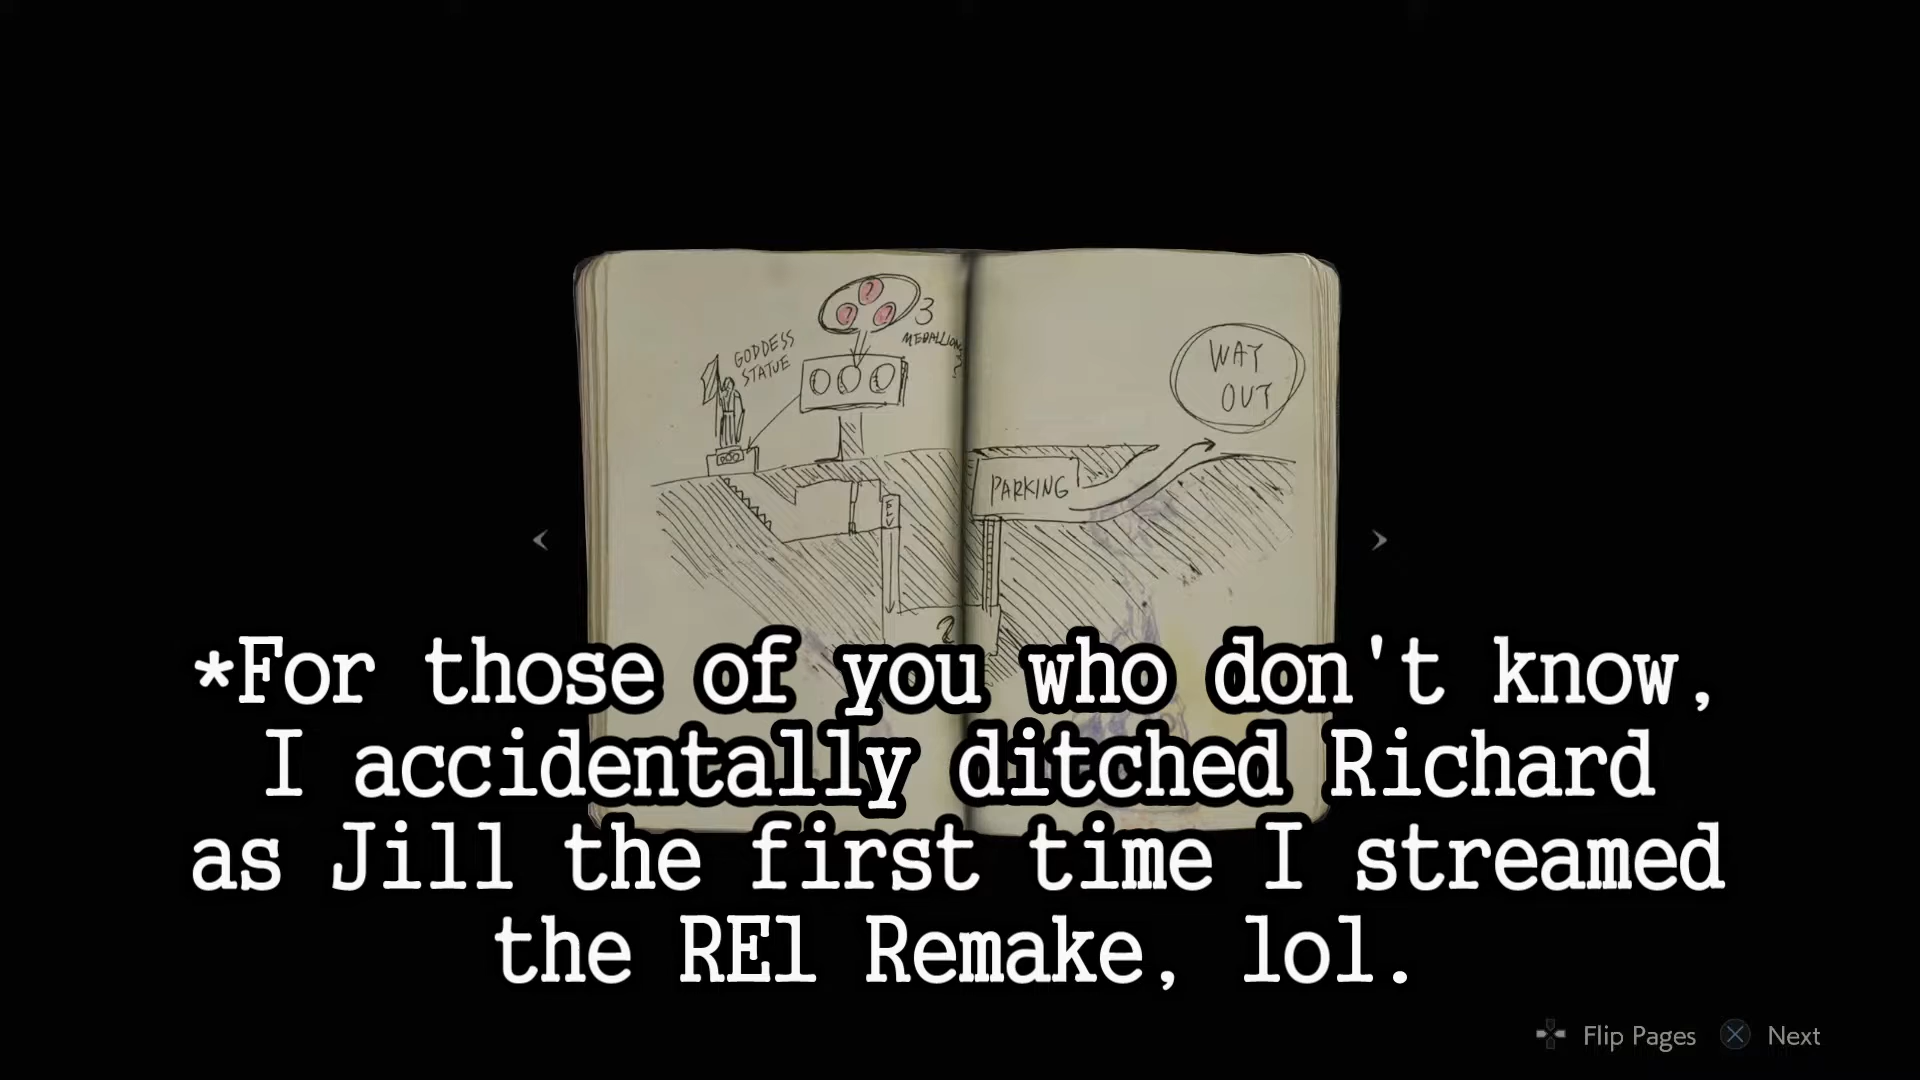 3
MEDALLIONS
GODDESS
STATUE
WAY
OUT
ELV
PARKING
?
*For those of you who don't know,
I accidentally ditched Richard
as Jill the first time I streamed
the RE1 Remake, lol.
Flip Pages
Next